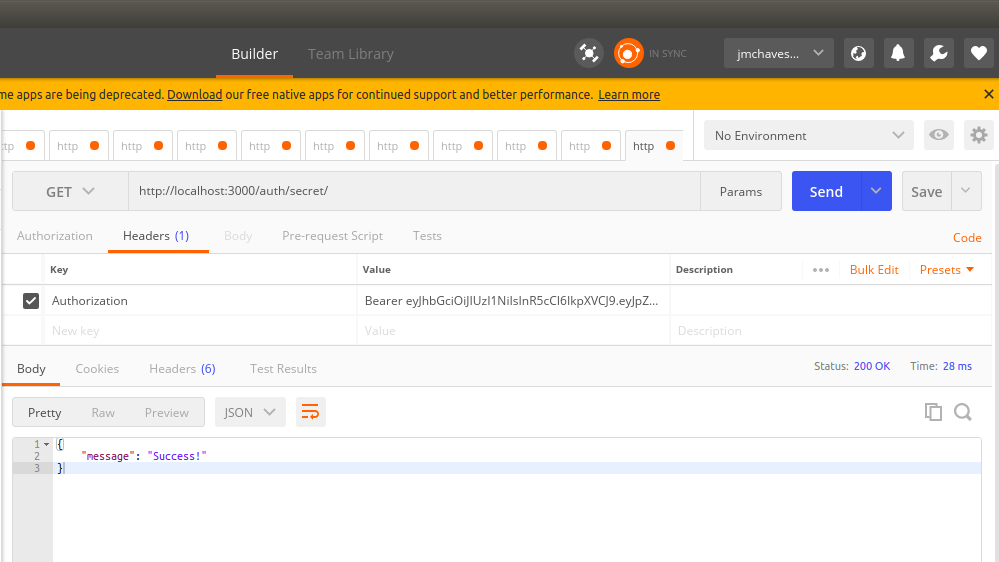 Builder Team Library IN SYNC jmchaves...
me apps are being deprecated. Download our free native apps for continued support and better performance. Learn more
http http http http http http http http http http No Environment
GET http://localhost:3000/auth/secret/ Params Send Save
Authorization Headers (1) Body Pre-request Script Tests Code
Key Value Description ••• Bulk Edit Presets
Authorization Bearer eyJhbGciOiJIUzI1NiIsInR5cCI6IkpXVCJ9.eyJpZ...
New key Value Description
Body Cookies Headers (6) Test Results Status: 200 OK Time: 28 ms
Pretty Raw Preview JSON
1 {
2 "message": "Success!"
3 }